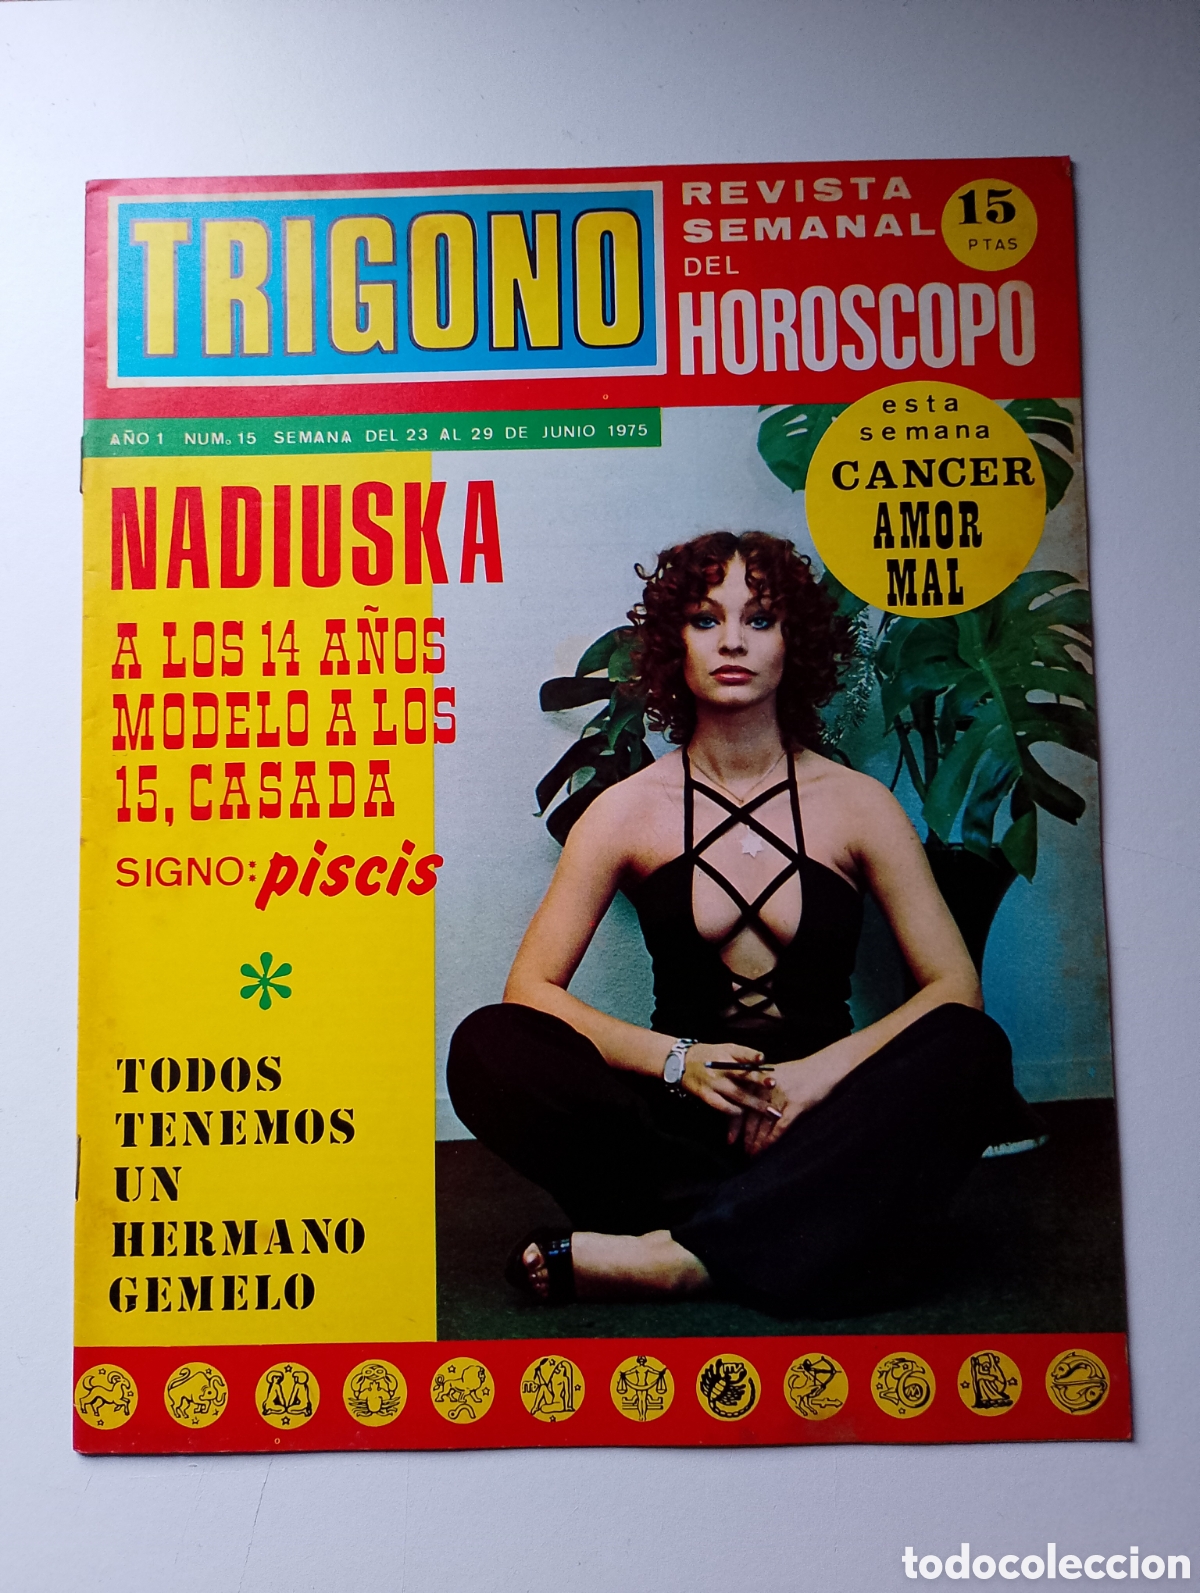 TRIGONO
REVISTA
SEMANAL
DEL
HOROSCOPO
15
PTAS
AÑO 1 NUM. 15 SEMANA DEL 23 AL 29 DE JUNIO 1975
esta
semana
CANCER
AMOR
MAL
NADIUSKA
A LOS 14 AÑOS
MODELO A LOS
15, CASADA
SIGNO: piscis
TODOS
TENEMOS
UN
HERMANO
GEMELO
todocoleccion